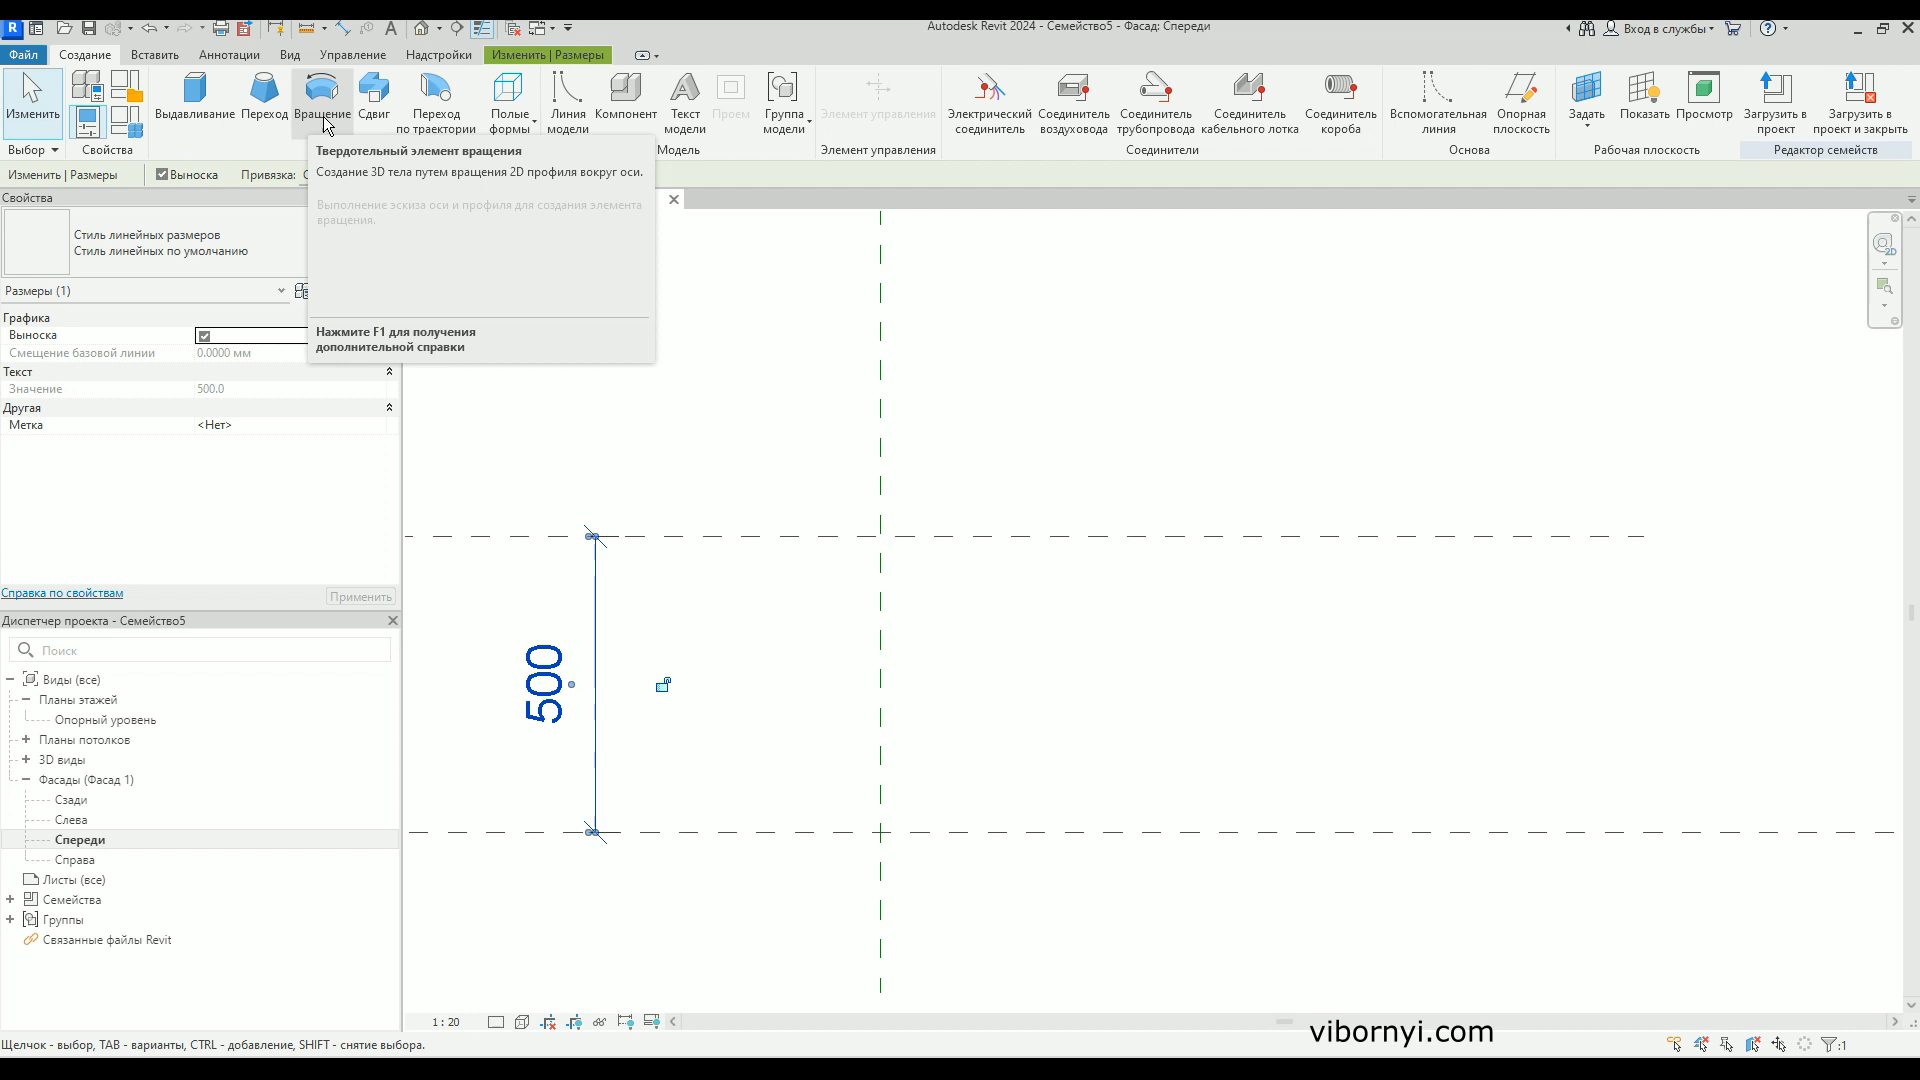 Autodesk Revit 2024 - Семейство5 - Фасад: Спереди
Вход в службы
Файл
Создание
Вставить
Аннотации
Вид
Управление
Надстройки
Изменить | Размеры
Изменить
Выдавливание
Переход
Вращение
Сдвиг
Переход
по траектории
Полые
формы
Линия
модели
Компонент
Текст
модели
Проем
Группа
модели
Элемент управления
Электрический
соединитель
Соединитель
воздуховода
Соединитель
трубопровода
Соединитель
кабельного лотка
Соединитель
короба
Вспомогательная
линия
Опорная
плоскость
Задать
Показать
Просмотр
Загрузить в
проект
Загрузить в
проект и закрыть
Выбор
Свойства
Модель
Элемент управления
Соединители
Основа
Рабочая плоскость
Редактор семейств
Изменить | Размеры
Выноска
Привязка:
Твердотельный элемент вращения
Создание 3D тела путем вращения 2D профиля вокруг оси.
Выполнение эскиза оси и профиля для создания элемента
вращения.
Нажмите F1 для получения
дополнительной справки
Свойства
Стиль линейных размеров
Стиль линейных по умолчанию
Размеры (1)
Графика
Выноска
Смещение базовой линии 0.0000 мм
Текст
Значение 500.0
Другая
Метка <Нет>
Справка по свойствам
Применить
Диспетчер проекта - Семейство5
Поиск
Виды (все)
Планы этажей
Опорный уровень
Планы потолков
3D виды
Фасады (Фасад 1)
Сзади
Слева
Спереди
Справа
Листы (все)
Семейства
Группы
Связанные файлы Revit
500
2D
1 : 20
vibornyi.com
Щелчок - выбор, TAB - варианты, CTRL - добавление, SHIFT - снятие выбора.
:1